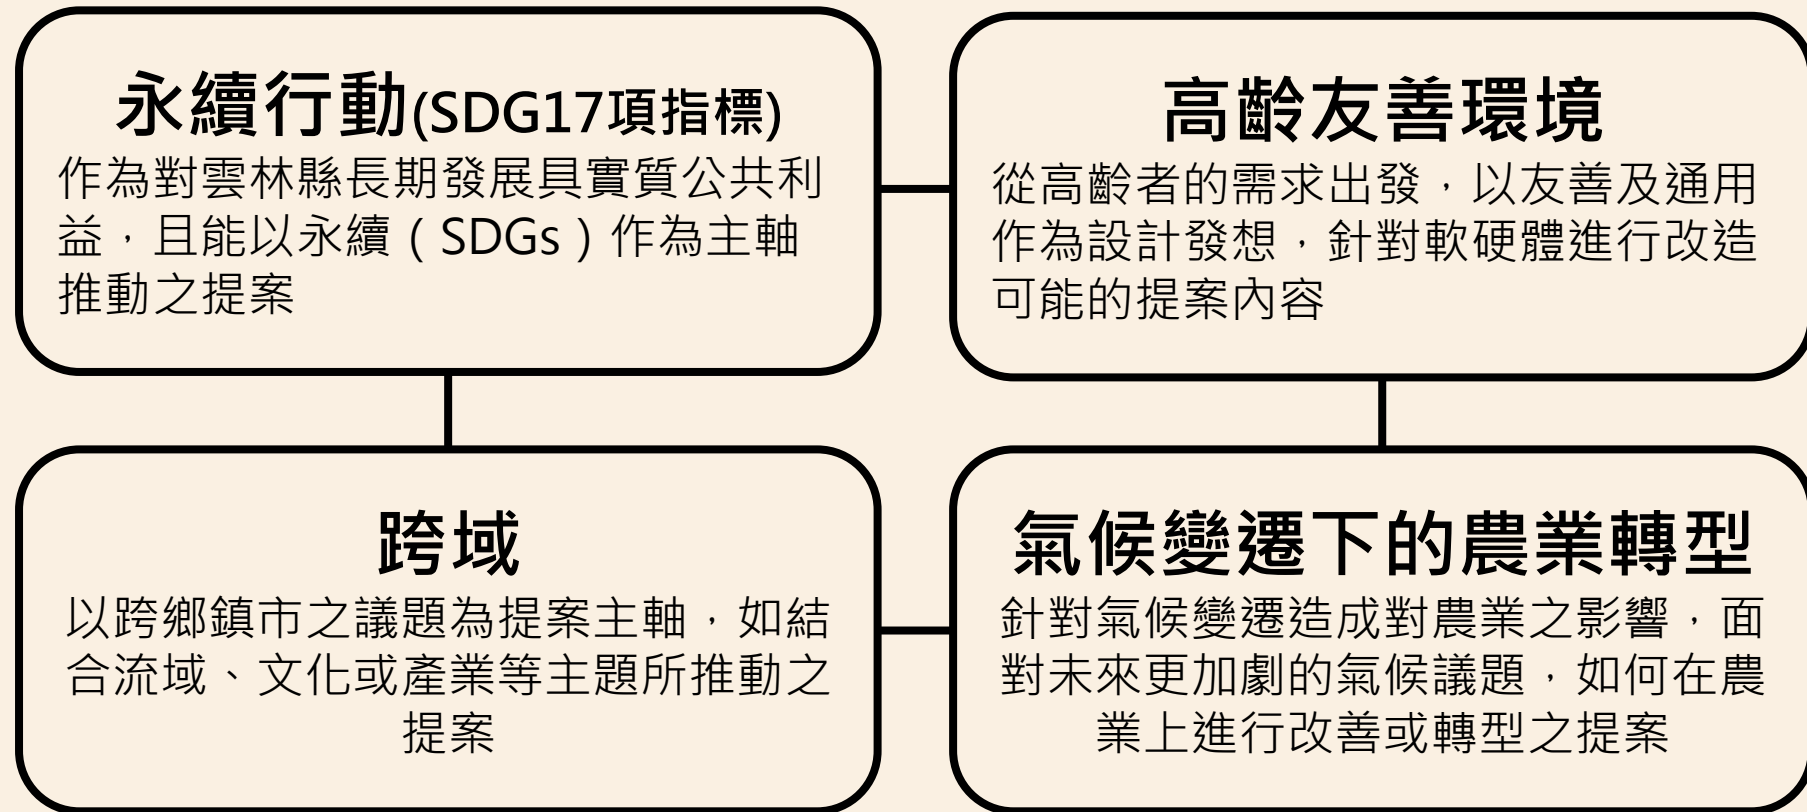 永續行動(SDG17項指標)
作為對雲林縣長期發展具實質公共利
益，且能以永續（SDGs）作為主軸
推動之提案
高齡友善環境
從高齡者的需求出發，以友善及通用
作為設計發想，針對軟硬體進行改造
可能的提案內容
跨域
以跨鄉鎮市之議題為提案主軸，如結
合流域、文化或產業等主題所推動之
提案
氣候變遷下的農業轉型
針對氣候變遷造成對農業之影響，面
對未來更加劇的氣候議題，如何在農
業上進行改善或轉型之提案